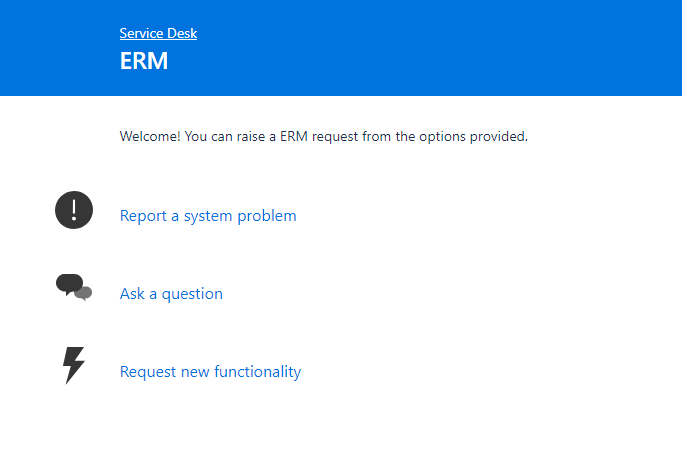 Service Desk
ERM
Welcome! You can raise a ERM request from the options provided.
Report a system problem
Ask a question
Request new functionality